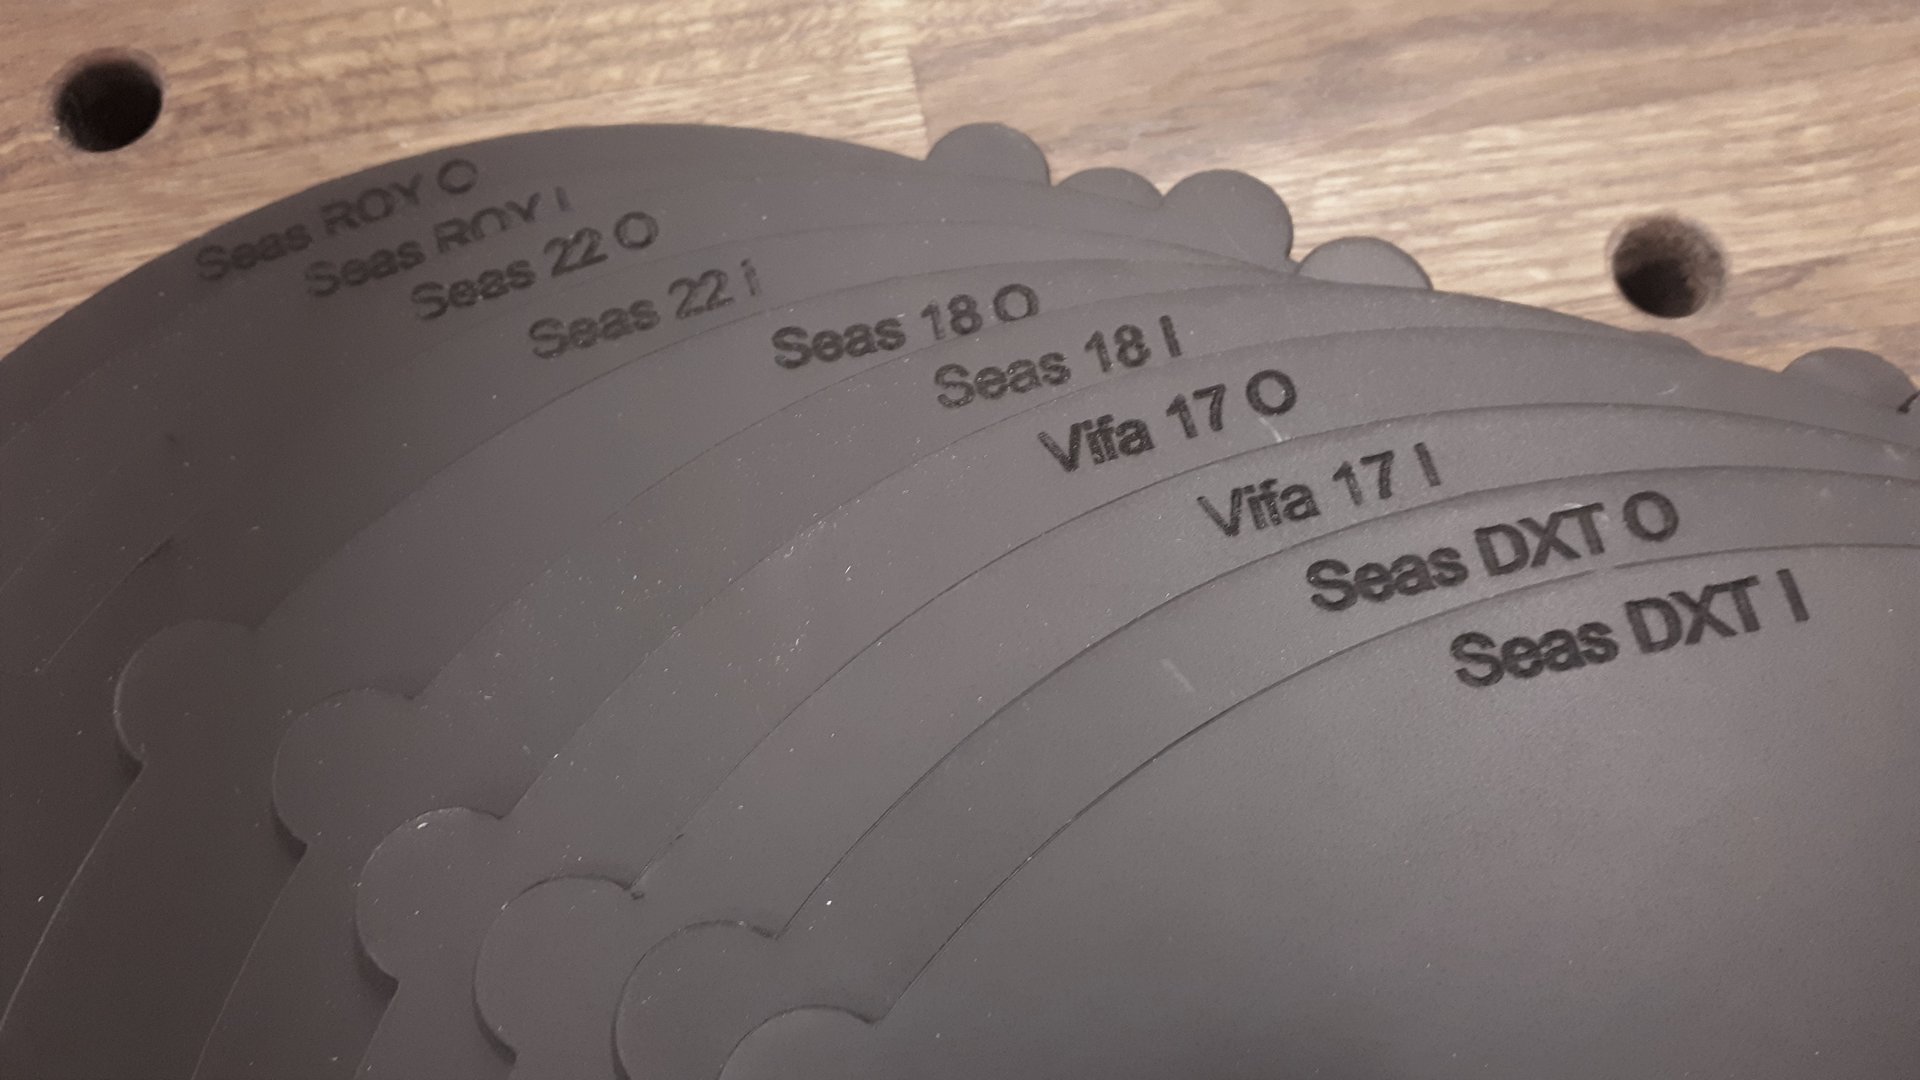 Seas ROY O
Seas ROY I
Seas 22 O
Seas 22 i
Seas 18 O
Seas 18 I
Vifa 17 O
Vifa 17 I
Seas DXT O
Seas DXT I